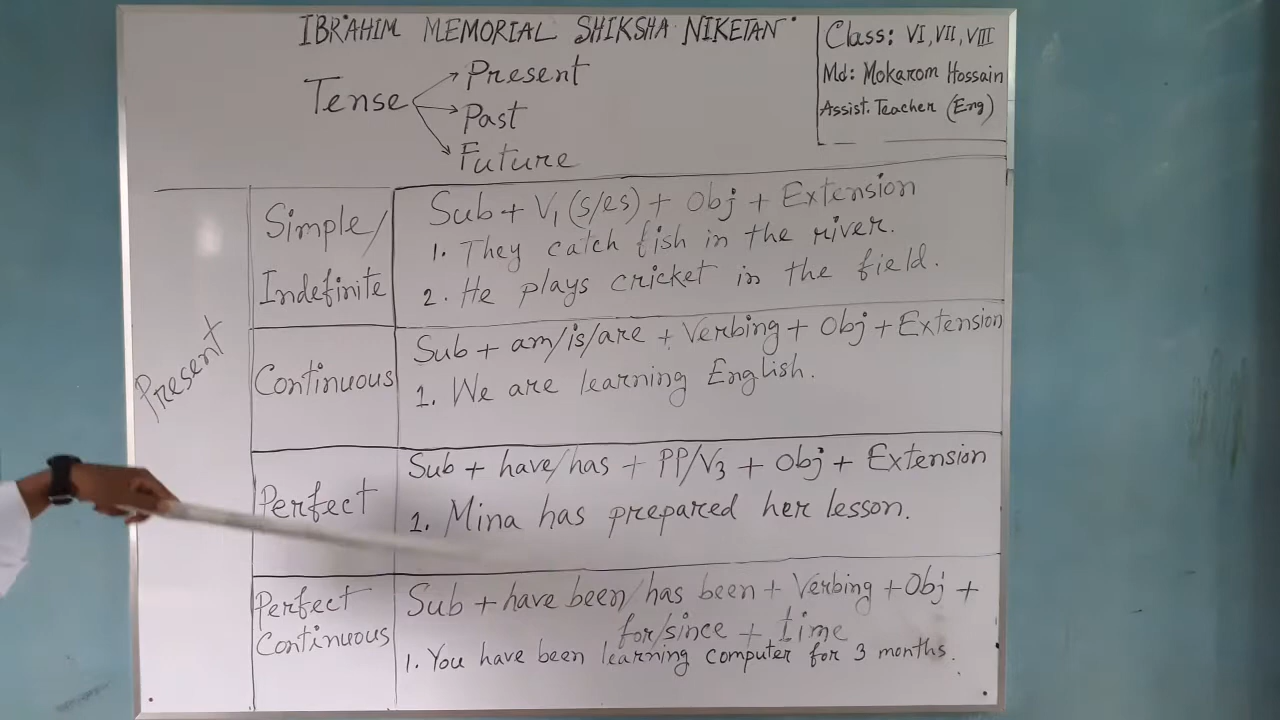 IBRAHIM MEMORIAL SHIKSHA NIKETAN
Class: VI, VII, VIII
Md: Mokarom Hossain
Assist. Teacher (Eng)
Tense
Present
Past
Future
Present
Simple/
Indefinite
Sub + V1 (s/es) + Obj + Extension
1. They catch fish in the river.
2. He plays cricket in the field.
Continuous
Sub + am/is/are + Verbing + Obj + Extension
1. We are learning English.
Perfect
Sub + have/has + PP/V3 + Obj + Extension
1. Mina has prepared her lesson.
Perfect
Continuous
Sub + have been/has been + Verbing + Obj +
for/since + time
1. You have been learning computer for 3 months.